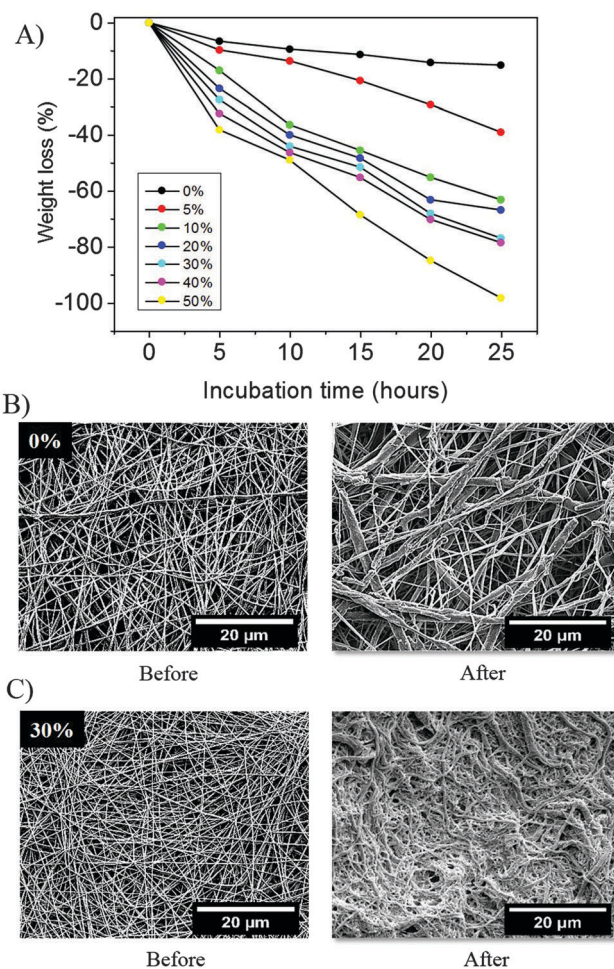 A)
0
-20
-40
-60
-80
-100
Weight loss (%)
0%
5%
10%
20%
30%
40%
50%
0 5 10 15 20 25
Incubation time (hours)
B)
0%
20 µm
20 µm
Before After
C)
30%
20 µm
20 µm
Before After